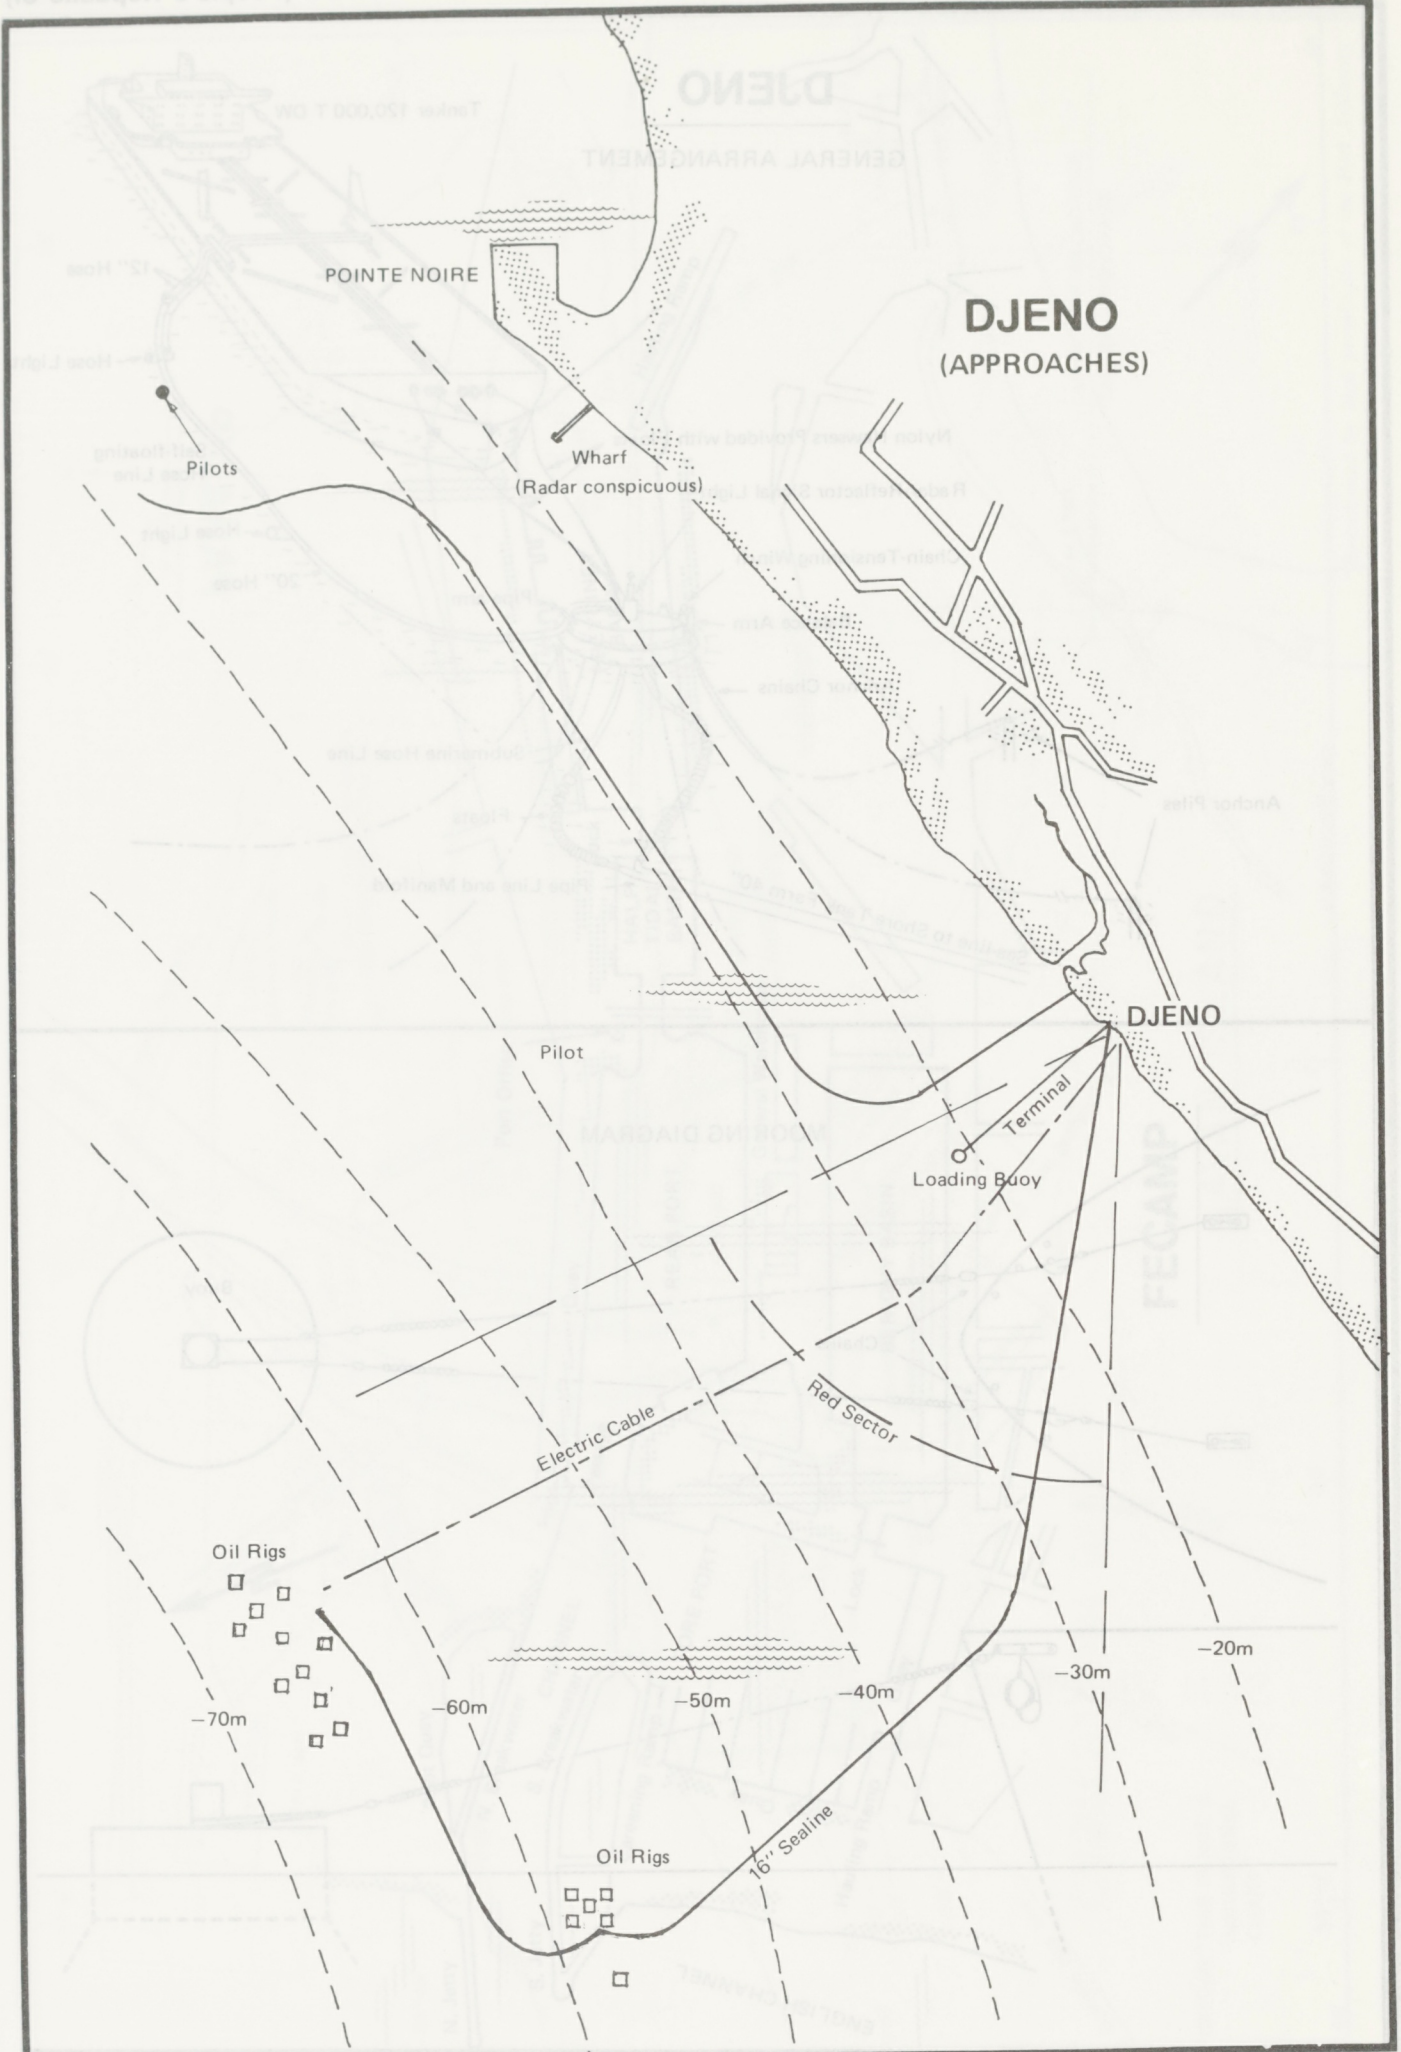 POINTE NOIRE
DJENO
(APPROACHES)
Pilots
Wharf
(Radar conspicuous)
DJENO
Pilot
Terminal
Loading Buoy
Red Sector
Electric Cable
Oil Rigs
−20m
−30m
−40m
−50m
−60m
−70m
16" Sealine
Oil Rigs